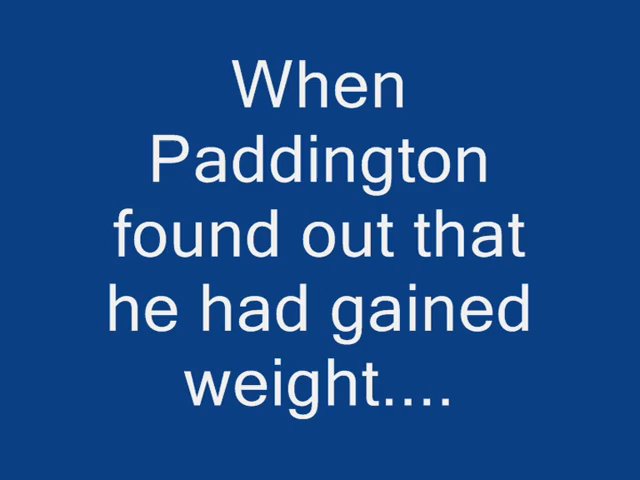 When
Paddington
found out that
he had gained
weight....